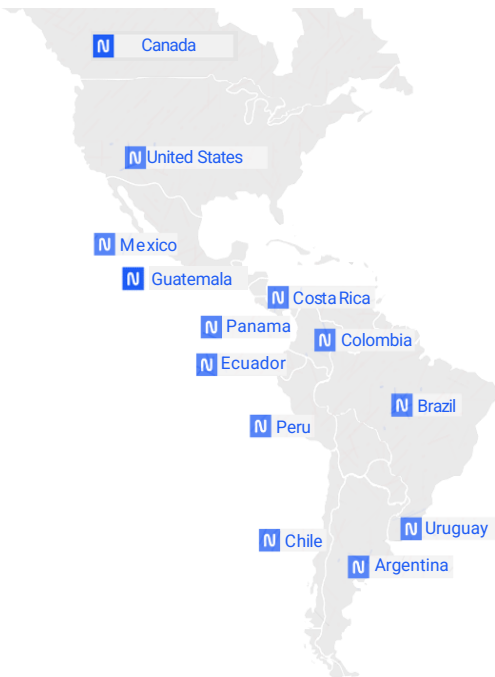 Canada
United States
Mexico
Guatemala
Costa Rica
Panama
Colombia
Ecuador
Brazil
Peru
Uruguay
Chile
Argentina